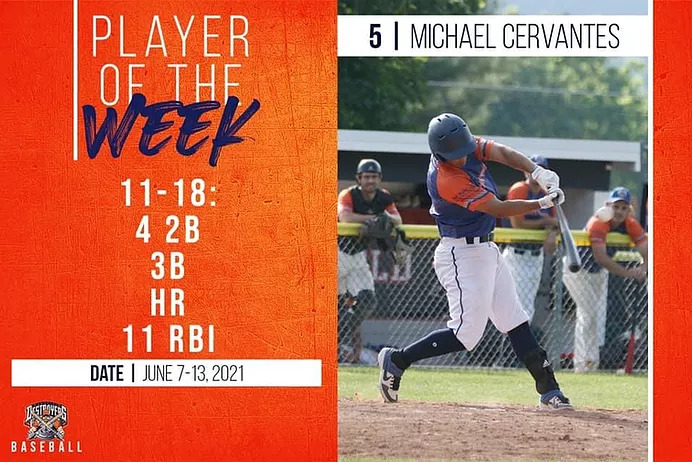 PLAYER
OF THE
WEEK
11-18:
4 2B
3B
HR
11 RBI
DATE | JUNE 7-13, 2021
DESTROYERS
BASEBALL
5 | MICHAEL CERVANTES